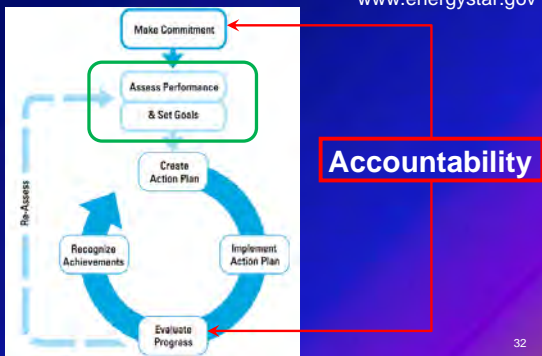 www.energystar.gov
Make Commitment
Assess Performance
& Set Goals
Create
Action Plan
Accountability
Re-Assess
Recognize
Achievements
Implement
Action Plan
Evaluate
Progress
32